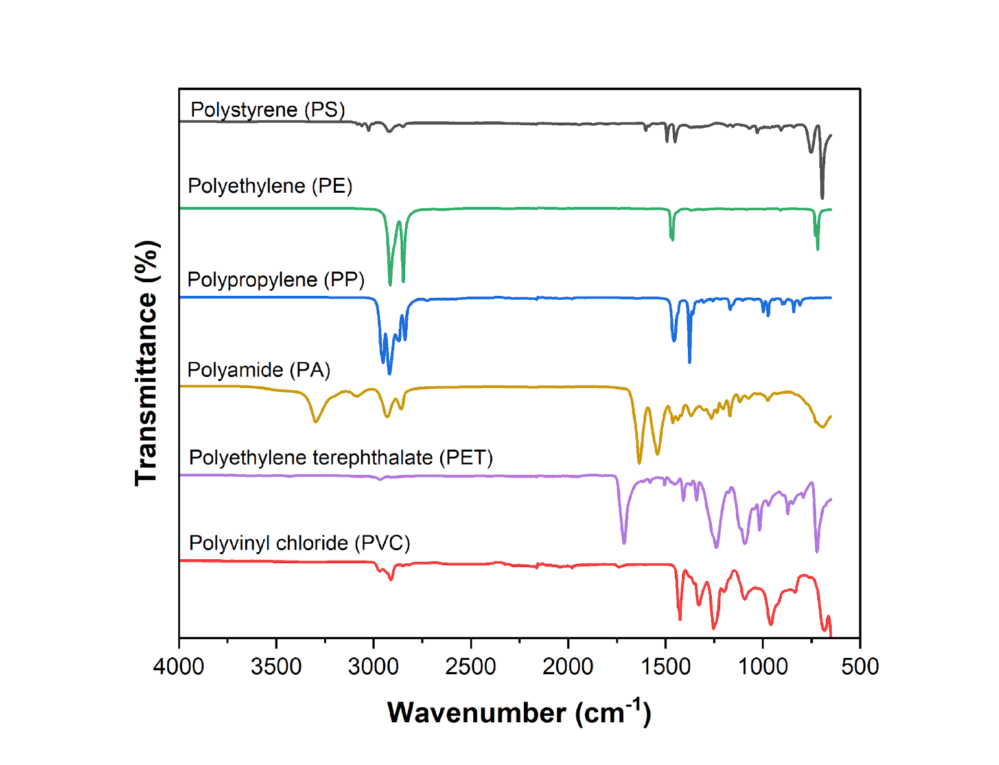 Polystyrene (PS)
Polyethylene (PE)
Polypropylene (PP)
Polyamide (PA)
Polyethylene terephthalate (PET)
Polyvinyl chloride (PVC)
Transmittance (%)
4000 3500 3000 2500 2000 1500 1000 500
Wavenumber (cm⁻¹)